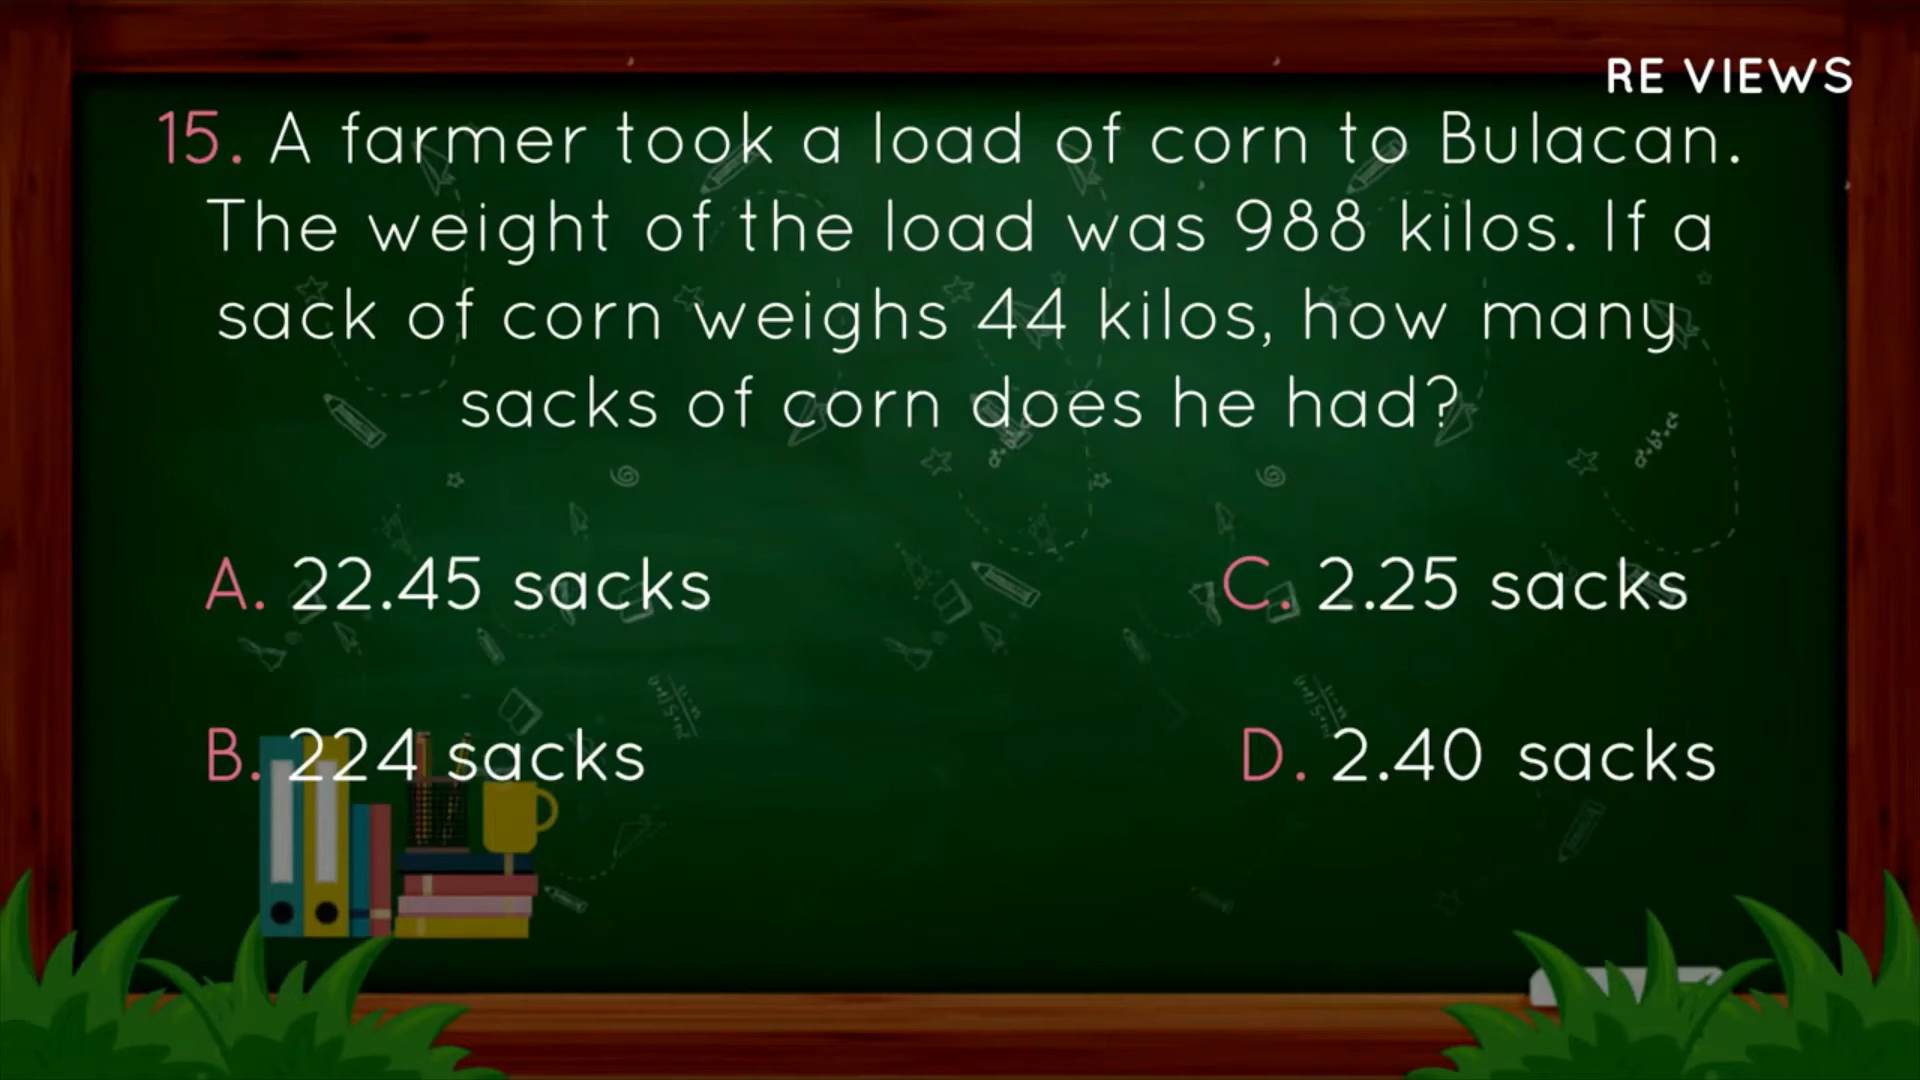 RE VIEWS
15. A farmer took a load of corn to Bulacan.
The weight of the load was 988 kilos. If a
sack of corn weighs 44 kilos, how many
sacks of corn does he had?
A. 22.45 sacks
C. 2.25 sacks
B. 224 sacks
D. 2.40 sacks